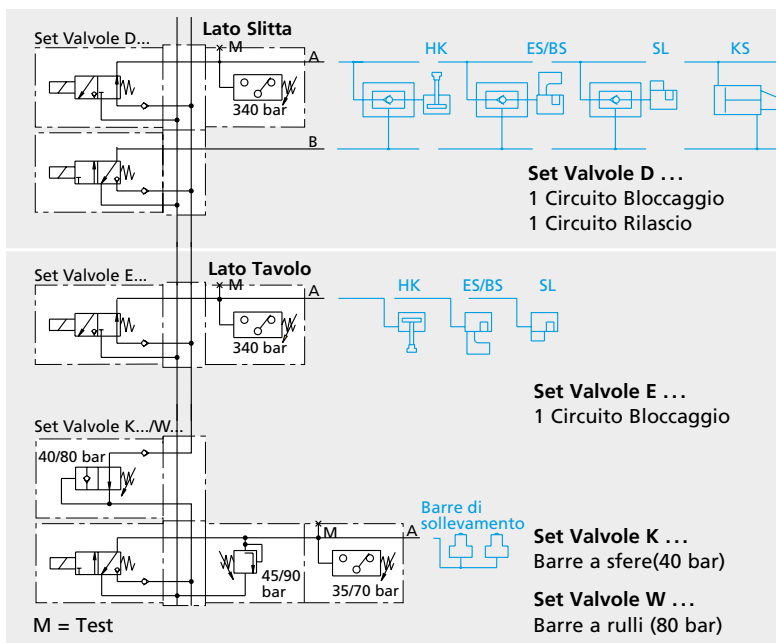 Set Valvole D...
Lato Slitta
M
A
HK
ES/BS
SL
KS
340 bar
B
Set Valvole D ...
1 Circuito Bloccaggio
1 Circuito Rilascio
Set Valvole E...
Lato Tavolo
M
A
HK
ES/BS
SL
340 bar
Set Valvole E ...
1 Circuito Bloccaggio
Set Valvole K.../W...
40/80 bar
Barre di
sollevamento
M
A
Set Valvole K ...
Barre a sfere(40 bar)
45/90
bar
35/70 bar
Set Valvole W ...
Barre a rulli (80 bar)
M = Test